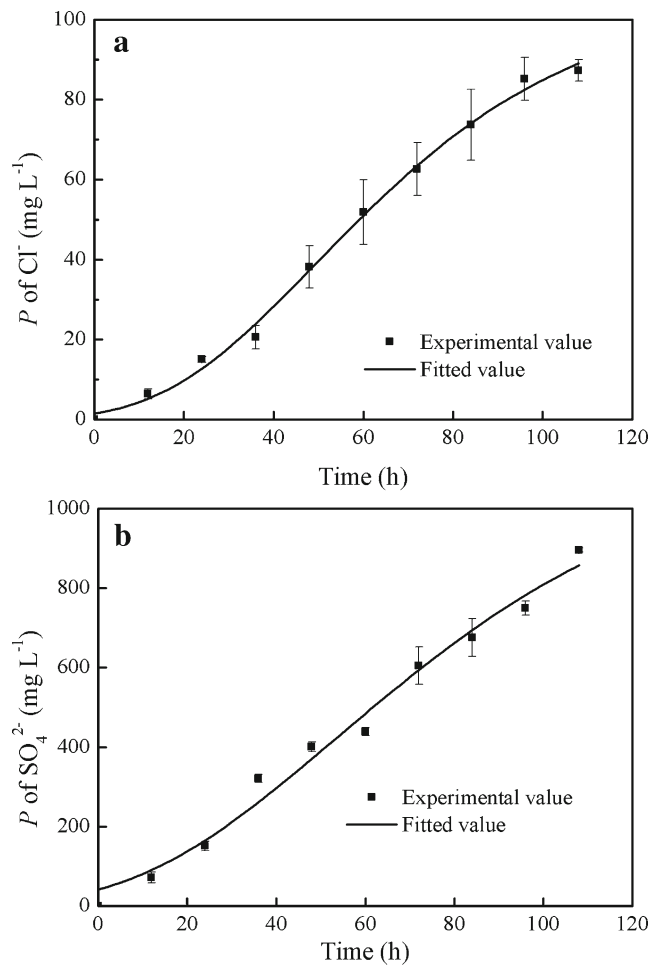 a
100
80
60
40
20
0
P of Cl⁻ (mg L⁻¹)
Experimental value
Fitted value
0 20 40 60 80 100 120
Time (h)
b
1000
800
600
400
200
0
P of SO₄²⁻ (mg L⁻¹)
Experimental value
Fitted value
0 20 40 60 80 100 120
Time (h)